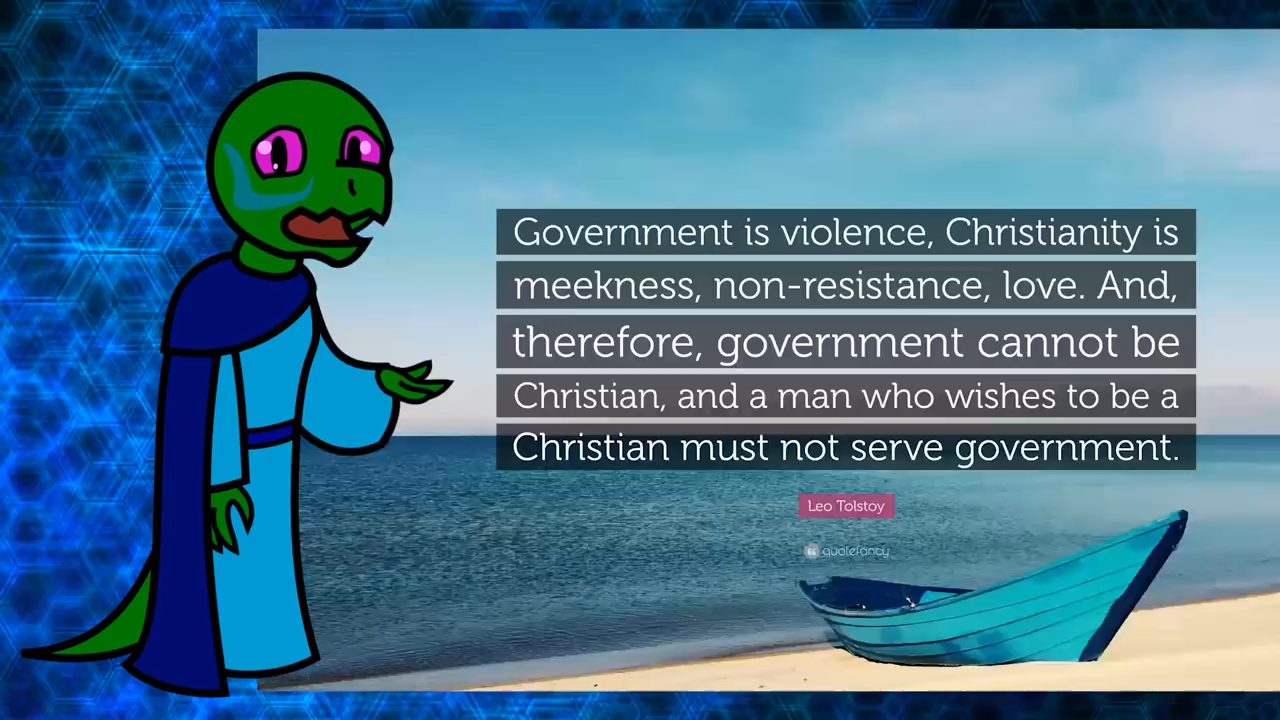 Government is violence, Christianity is
meekness, non-resistance, love. And,
therefore, government cannot be
Christian, and a man who wishes to be a
Christian must not serve government.
Leo Tolstoy
quotefancy